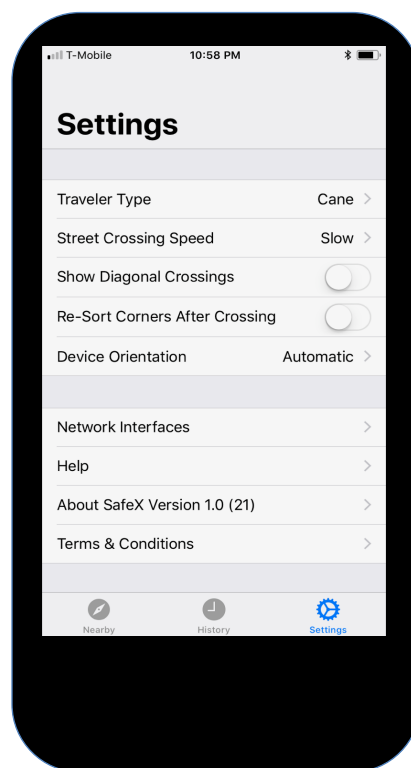 T-Mobile 10:58 PM
Settings
Traveler Type Cane
Street Crossing Speed Slow
Show Diagonal Crossings
Re-Sort Corners After Crossing
Device Orientation Automatic
Network Interfaces
Help
About SafeX Version 1.0 (21)
Terms & Conditions
Nearby History Settings